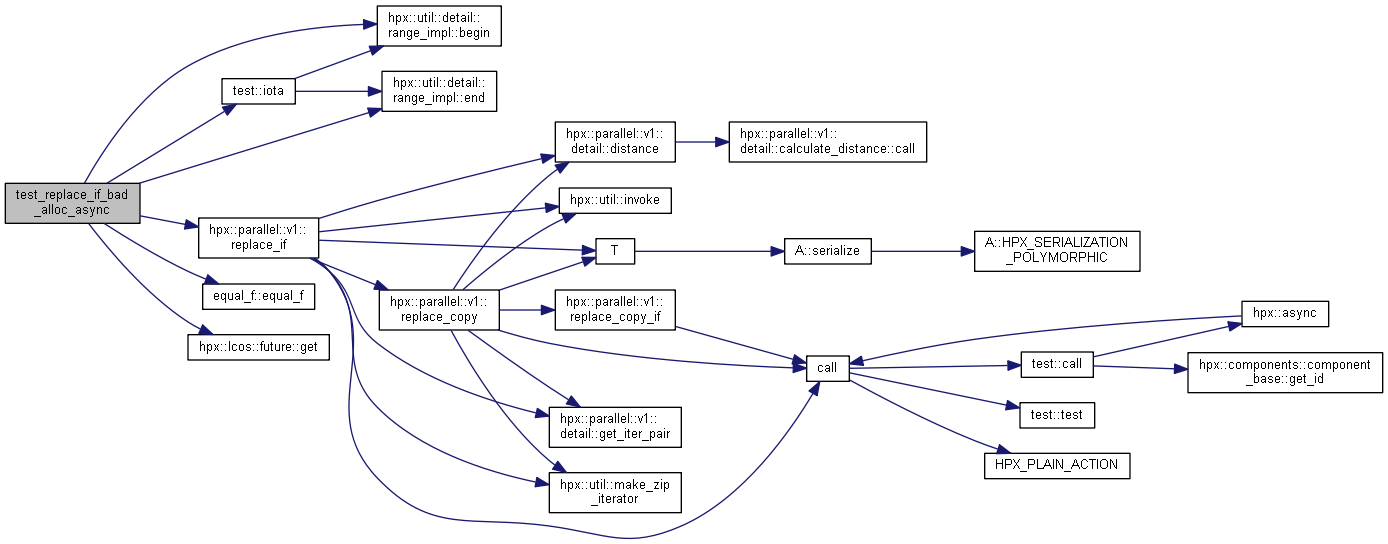 hpx::util::detail::
range_impl::begin
test::iota
hpx::util::detail::
range_impl::end
hpx::parallel::v1::
detail::distance
hpx::parallel::v1::
detail::calculate_distance::call
test_replace_if_bad
_alloc_async
hpx::util::invoke
hpx::parallel::v1::
replace_if
T
A::serialize
A::HPX_SERIALIZATION
_POLYMORPHIC
equal_f::equal_f
hpx::parallel::v1::
replace_copy
hpx::parallel::v1::
replace_copy_if
hpx::async
hpx::lcos::future::get
call
test::call
hpx::components::component
_base::get_id
test::test
hpx::parallel::v1::
detail::get_iter_pair
HPX_PLAIN_ACTION
hpx::util::make_zip
_iterator